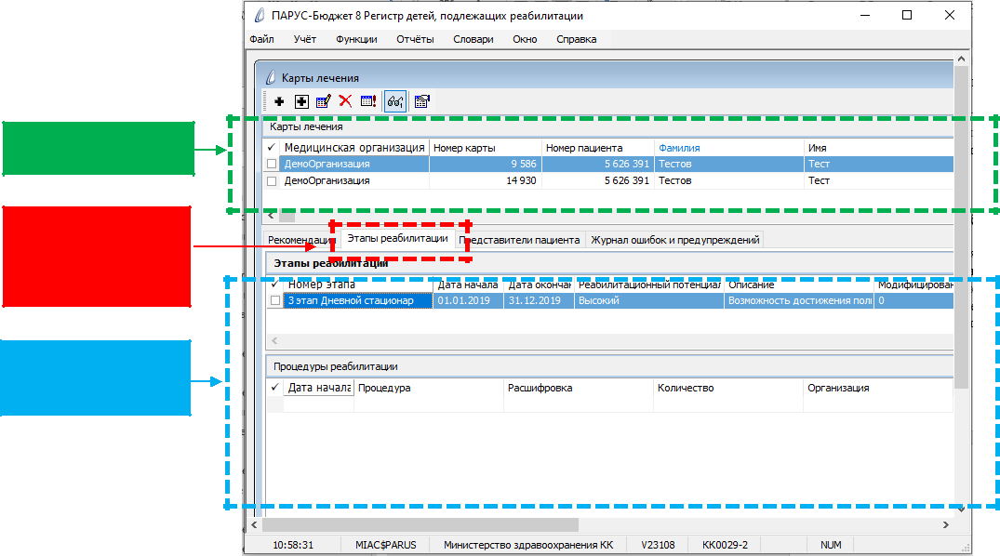 ПАРУС-Бюджет 8 Регистр детей, подлежащих реабилитации
Файл Учёт Функции Отчёты Словари Окно Справка
Карты лечения
Карты лечения
Медицинская организация Номер карты Номер пациента Фамилия Имя
ДемоОрганизация 9 586 5 626 391 Тестов Тест
ДемоОрганизация 14 930 5 626 391 Тестов Тест
Рекомендации Этапы реабилитации Представители пациента Журнал ошибок и предупреждений
Этапы реабилитации
Номер этапа Дата начала Дата окончан Реабилитационный потенциал Описание Модифицирован
3 этап Дневной стационар 01.01.2019 31.12.2019 Высокий Возможность достижения пол 0
Процедуры реабилитации
Дата начала Процедура Расшифровка Количество Организация
10:58:31 MIAC$PARUS Министерство здравоохранения КК V23108 КК0029-2 NUM